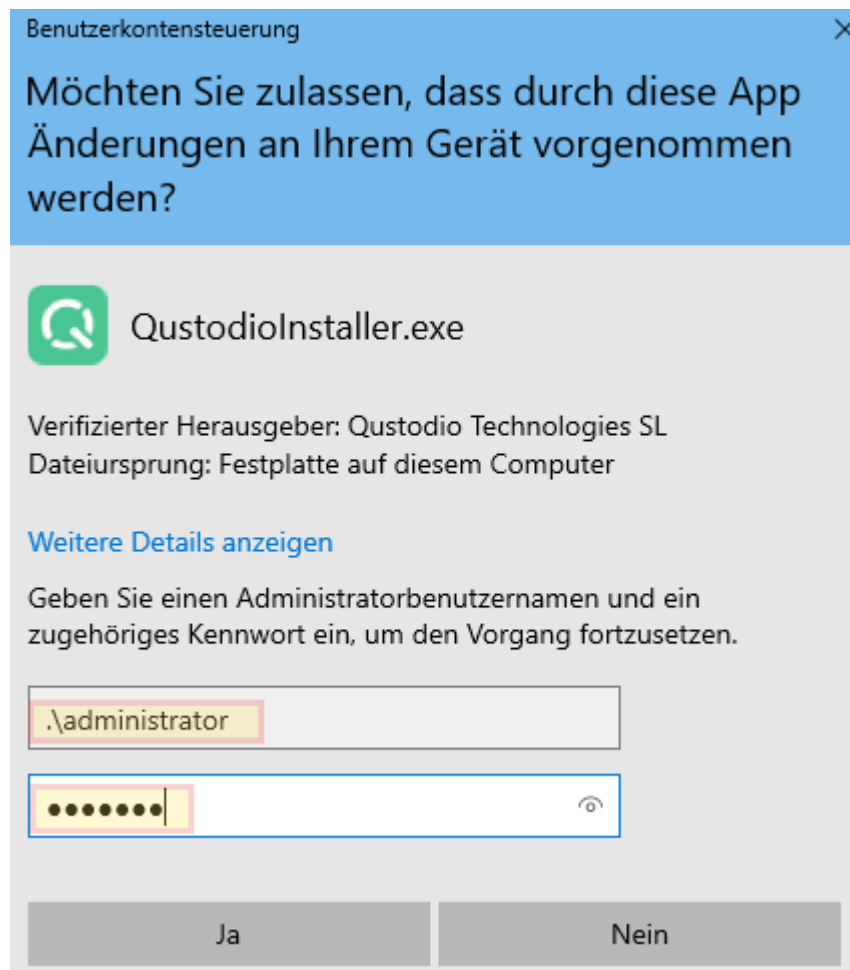 Benutzerkontensteuerung
Möchten Sie zulassen, dass durch diese App
Änderungen an Ihrem Gerät vorgenommen
werden?
QustodioInstaller.exe
Verifizierter Herausgeber: Qustodio Technologies SL
Dateiursprung: Festplatte auf diesem Computer
Weitere Details anzeigen
Geben Sie einen Administratorbenutzernamen und ein
zugehöriges Kennwort ein, um den Vorgang fortzusetzen.
.\administrator
●●●●●●●
Ja
Nein